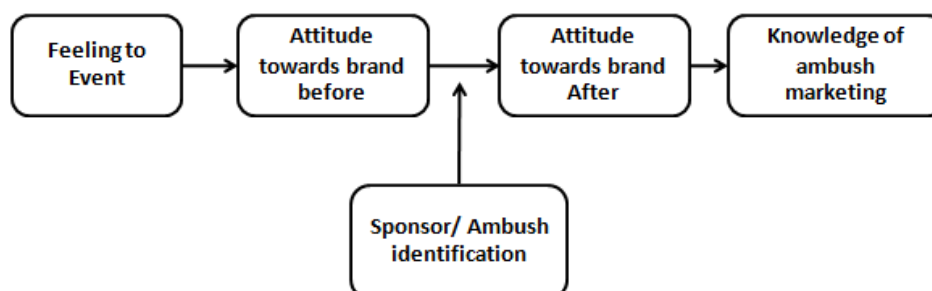 Feeling to
Event
Attitude
towards brand
before
Attitude
towards brand
After
Knowledge of
ambush
marketing
Sponsor/ Ambush
identification